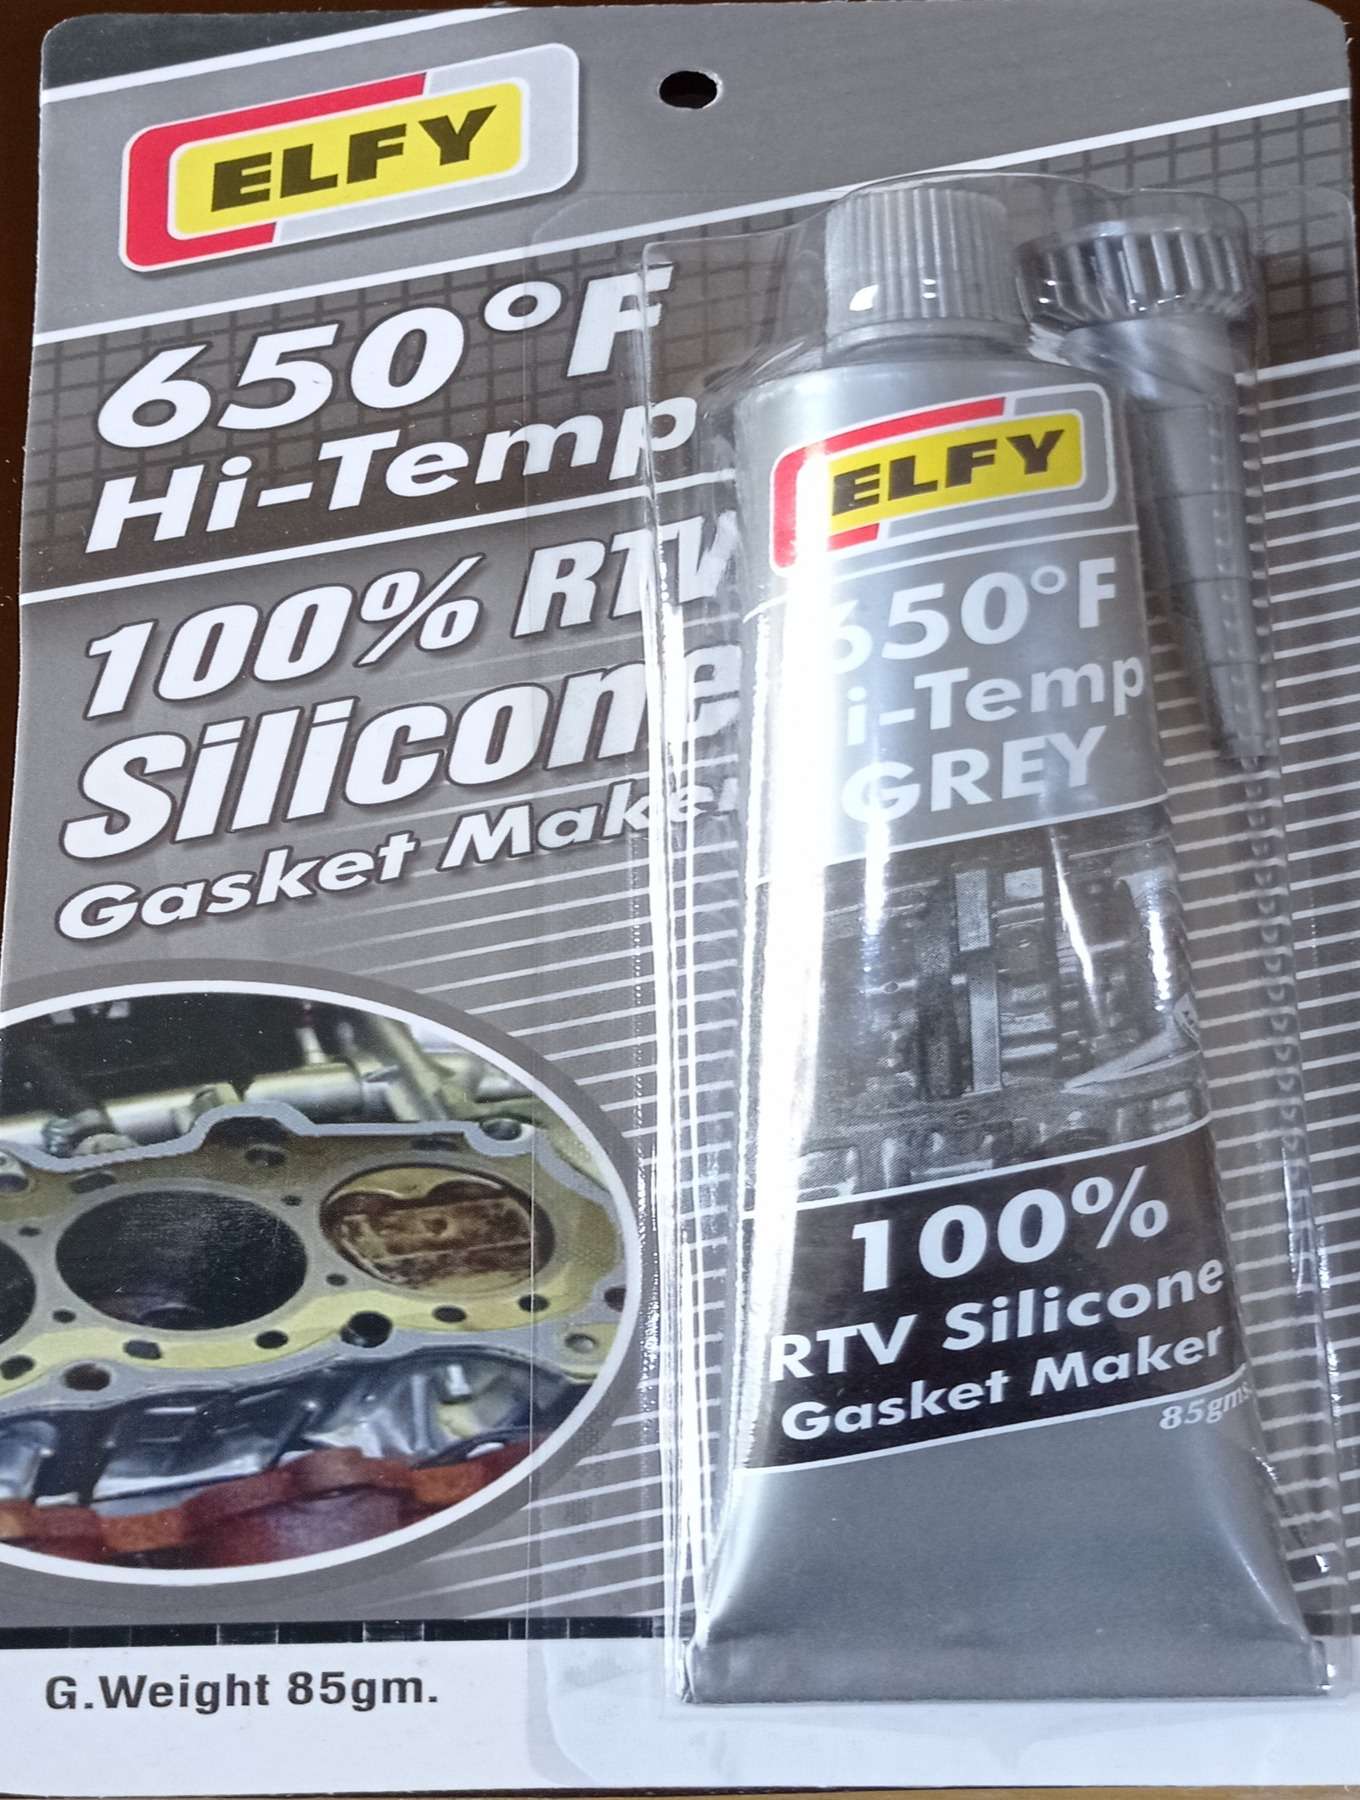 ELFY
650°F
Hi-Temp
100% RTV
Silicone
Gasket Maker
G.Weight 85gm.
ELFY
650°F
Hi-Temp
GREY
100%
RTV Silicone
Gasket Maker
85gms.